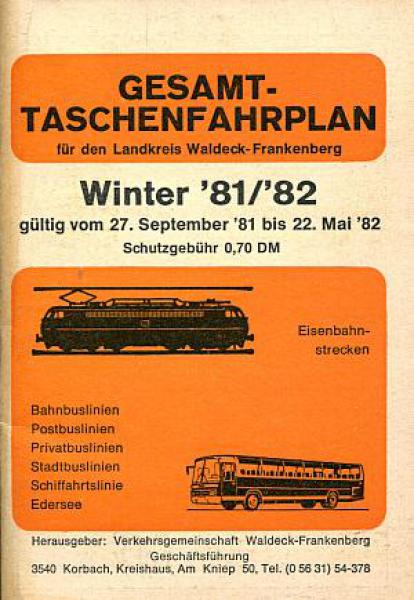 GESAMT-
TASCHENFAHRPLAN
für den Landkreis Waldeck-Frankenberg
Winter '81/'82
gültig vom 27. September '81 bis 22. Mai '82
Schutzgebühr 0,70 DM
Eisenbahn-
strecken
Bahnbuslinien
Postbuslinien
Privatbuslinien
Stadtbuslinien
Schiffahrtslinie
Edersee
Herausgeber: Verkehrsgemeinschaft Waldeck-Frankenberg
Geschäftsführung
3540 Korbach, Kreishaus, Am Kniep 50, Tel. (0 56 31) 54-378